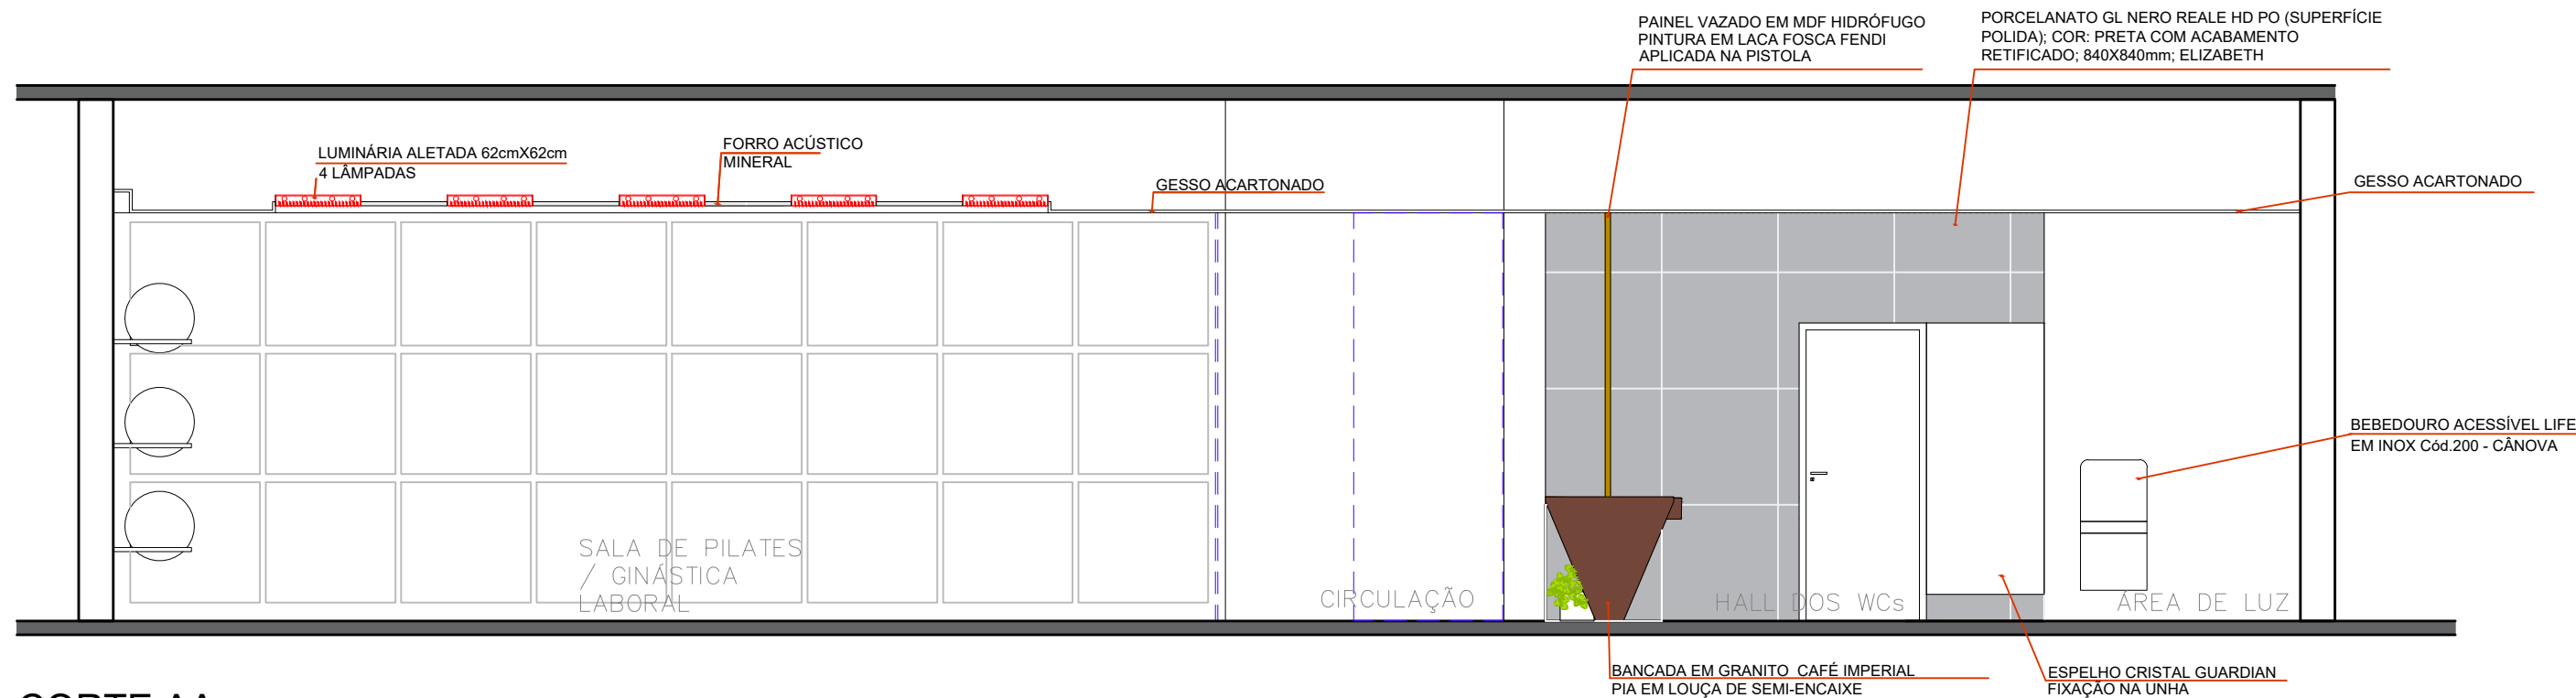 PAINEL VAZADO EM MDF HIDRÓFUGO
PINTURA EM LACA FOSCA FENDI
APLICADA NA PISTOLA
PORCELANATO GL NERO REALE HD PO (SUPERFÍCIE
POLIDA); COR: PRETA COM ACABAMENTO
RETIFICADO; 840X840mm; ELIZABETH
LUMINÁRIA ALETADA 62cmX62cm
4 LÂMPADAS
FORRO ACÚSTICO
MINERAL
GESSO ACARTONADO
GESSO ACARTONADO
BEBEDOURO ACESSÍVEL LIFE
EM INOX Cód.200 - CÂNOVA
SALA DE PILATES
/ GINÁSTICA
LABORAL
CIRCULAÇÃO
HALL DOS WCs
ÁREA DE LUZ
BANCADA EM GRANITO CAFÉ IMPERIAL
PIA EM LOUÇA DE SEMI-ENCAIXE
ESPELHO CRISTAL GUARDIAN
FIXAÇÃO NA UNHA
CORTE AA